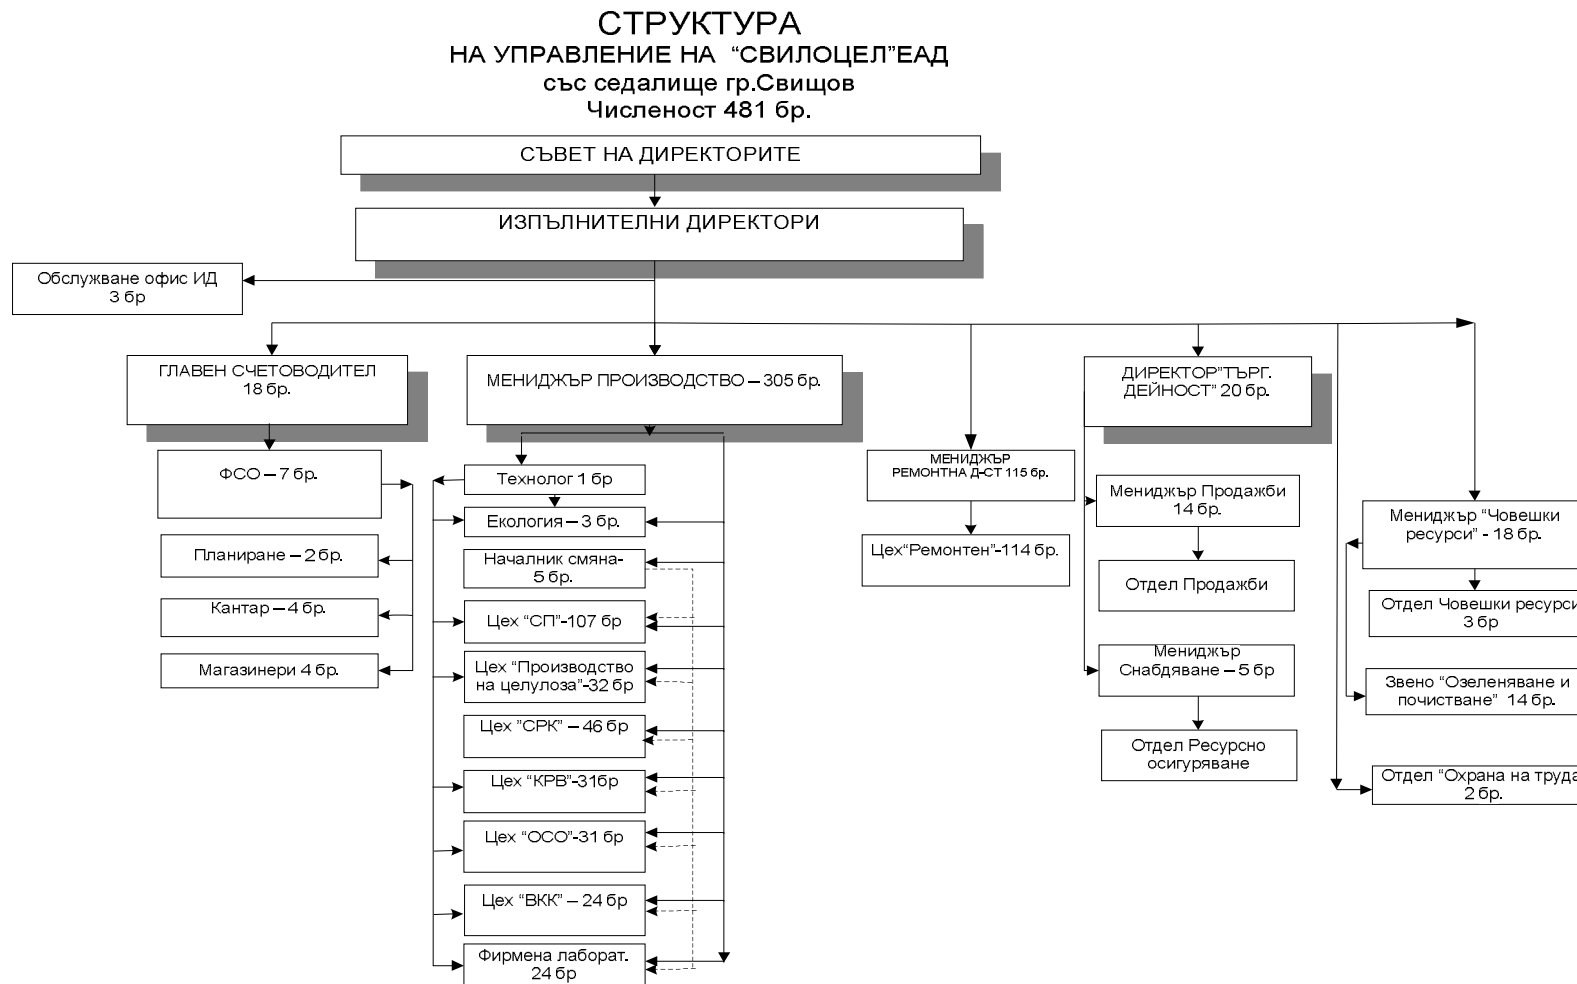 СТРУКТУРА
НА УПРАВЛЕНИЕ НА “СВИЛОЦЕЛ”ЕАД
със седалище гр.Свищов
Численост 481 бр.
СЪВЕТ НА ДИРЕКТОРИТЕ
ИЗПЪЛНИТЕЛНИ ДИРЕКТОРИ
Обслужване офис ИД
3 бр
ГЛАВЕН СЧЕТОВОДИТЕЛ
18 бр.
ФСО – 7 бр.
Планиране – 2 бр.
Кантар – 4 бр.
Магазинери 4 бр.
МЕНИДЖЪР ПРОИЗВОДСТВО – 305 бр.
Технолог 1 бр
Екология – 3 бр.
Началник смяна-
5 бр.
Цех “СП”-107 бр
Цех “Производство
на целулоза”-32 бр
Цех ”СРК” – 46 бр
Цех “КРВ”-31бр
Цех “ОСО”-31 бр
Цех “ВКК” – 24 бр
Фирмена лаборат.
24 бр
МЕНИДЖЪР
РЕМОНТНА Д-СТ 115 бр.
Цех“Ремонтен”-114 бр.
ДИРЕКТОР”ТЪРГ.
ДЕЙНОСТ” 20 бр.
Мениджър Продажби
14 бр.
Отдел Продажби
Мениджър
Снабдяване – 5 бр
Отдел Ресурсно
осигуряване
Мениджър “Човешки
ресурси” - 18 бр.
Отдел Човешки ресурси
3 бр
Звено “Озеленяване и
почистване” 14 бр.
Отдел “Охрана на труда
2 бр.